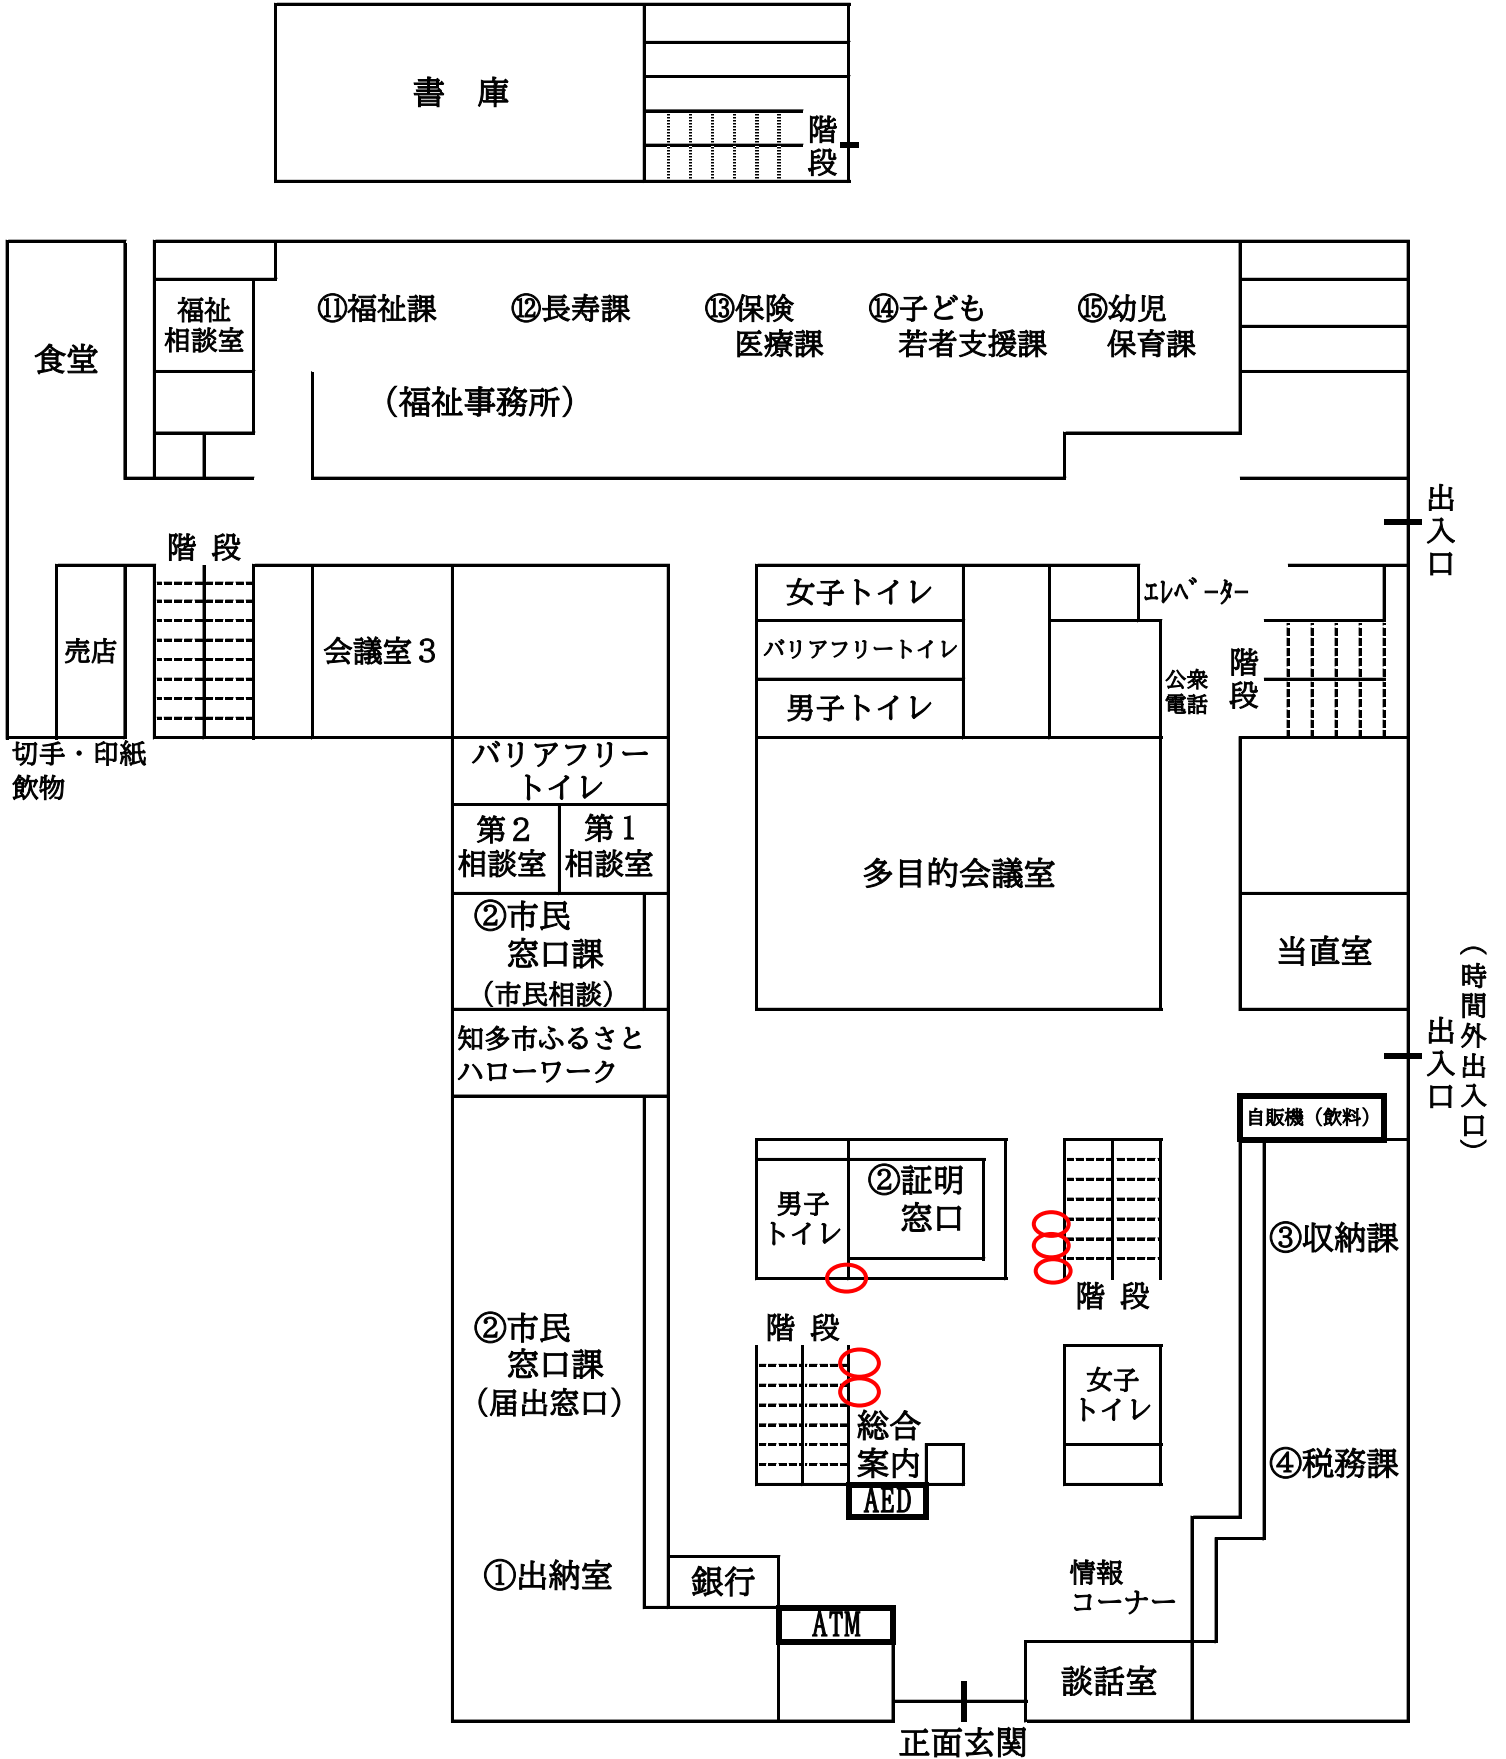 書　庫
階段
福祉
相談室
⑪福祉課
⑫長寿課
⑬保険
医療課
⑭子ども
若者支援課
⑮幼児
保育課
食堂
（福祉事務所）
出入口
階 段
女子トイレ
エレベーター
売店
会議室３
バリアフリートイレ
公衆
電話
階段
男子トイレ
切手・印紙
飲物
バリアフリー
トイレ
第２
相談室
第１
相談室
多目的会議室
②市民
窓口課
（市民相談）
当直室
（時間外出入口）
出入口
知多市ふるさと
ハローワーク
自販機（飲料）
男子
トイレ
②証明
窓口
③収納課
階 段
階 段
②市民
窓口課
（届出窓口）
女子
トイレ
総合
案内
AED
④税務課
①出納室
銀行
ATM
情報
コーナー
談話室
正面玄関